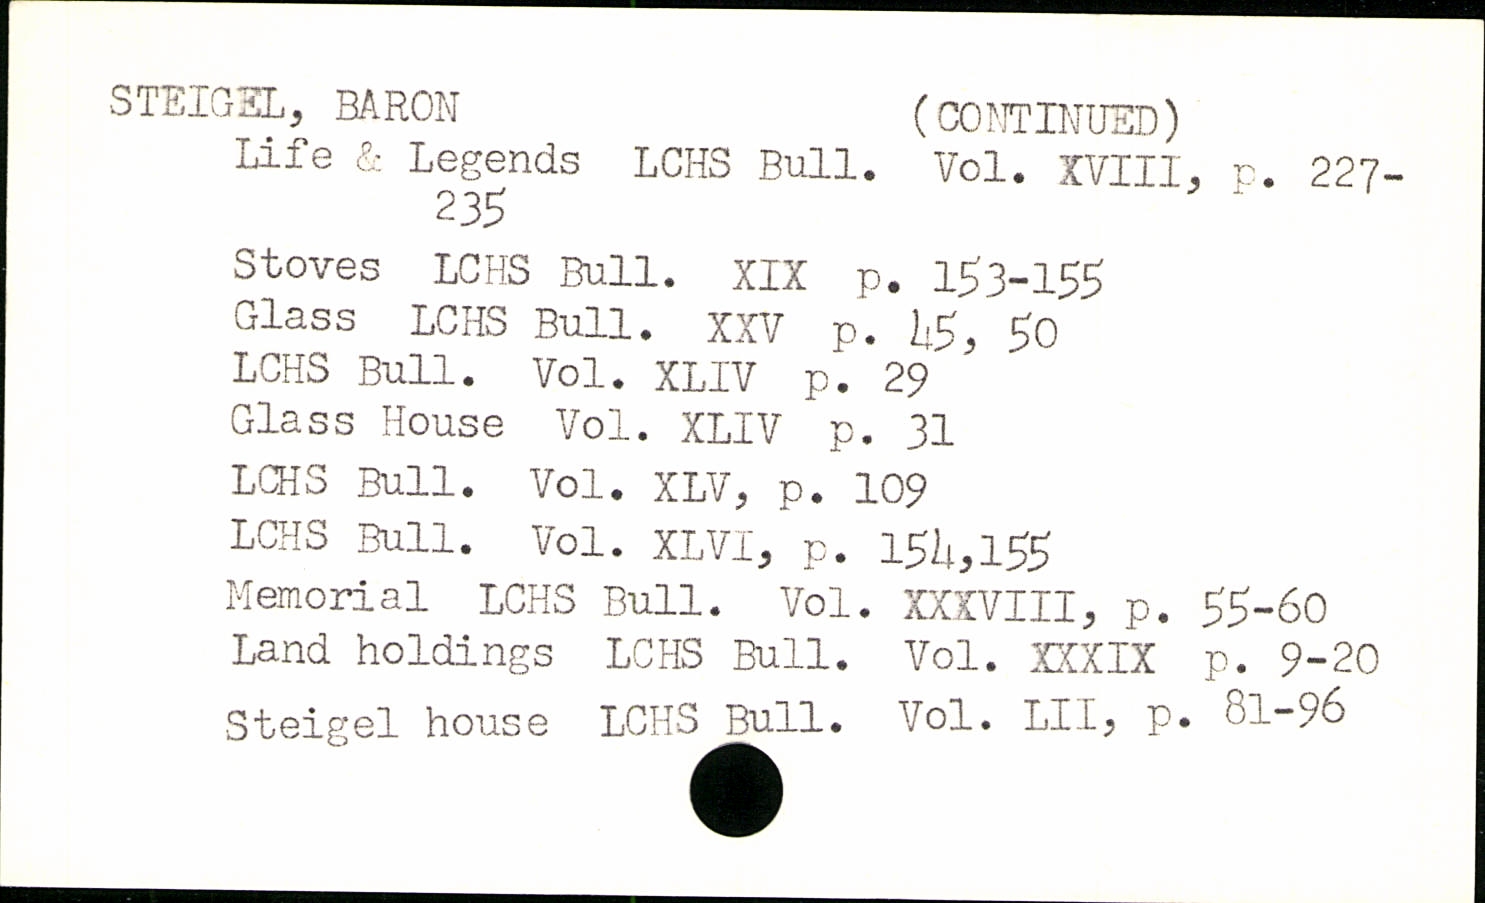 STEIGEL, BARON (CONTINUED)
Life & Legends LCHS Bull. Vol. XVIII, p. 227-
235
Stoves LCHS Bull. XIX p. 153-155
Glass LCHS Bull. XXV p. 45, 50
LCHS Bull. Vol. XLIV p. 29
Glass House Vol. XLIV p. 31
LCHS Bull. Vol. XLV, p. 109
LCHS Bull. Vol. XLVI, p. 154,155
Memorial LCHS Bull. Vol. XXXVIII, p. 55-60
Land holdings LCHS Bull. Vol. XXXIX p. 9-20
Steigel house LCHS Bull. Vol. LII, p. 81-96